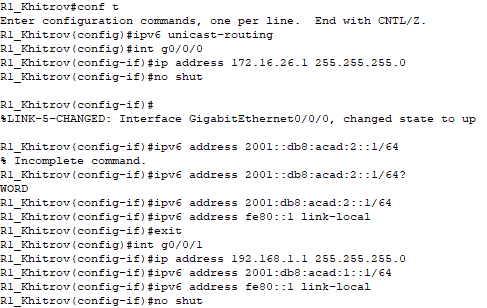 R1_Khitrov#conf t
Enter configuration commands, one per line.  End with CNTL/Z.
R1_Khitrov(config)#ipv6 unicast-routing
R1_Khitrov(config)#int g0/0/0
R1_Khitrov(config-if)#ip address 172.16.26.1 255.255.255.0
R1_Khitrov(config-if)#no shut
R1_Khitrov(config-if)#
%LINK-5-CHANGED: Interface GigabitEthernet0/0/0, changed state to up
R1_Khitrov(config-if)#ipv6 address 2001::db8:acad:2::1/64
% Incomplete command.
R1_Khitrov(config-if)#ipv6 address 2001::db8:acad:2::1/64?
WORD
R1_Khitrov(config-if)#ipv6 address 2001:db8:acad:2::1/64
R1_Khitrov(config-if)#ipv6 address fe80::1 link-local
R1_Khitrov(config-if)#exit
R1_Khitrov(config)#int g0/0/1
R1_Khitrov(config-if)#ip address 192.168.1.1 255.255.255.0
R1_Khitrov(config-if)#ipv6 address 2001:db8:acad:1::1/64
R1_Khitrov(config-if)#ipv6 address fe80::1 link-local
R1_Khitrov(config-if)#no shut